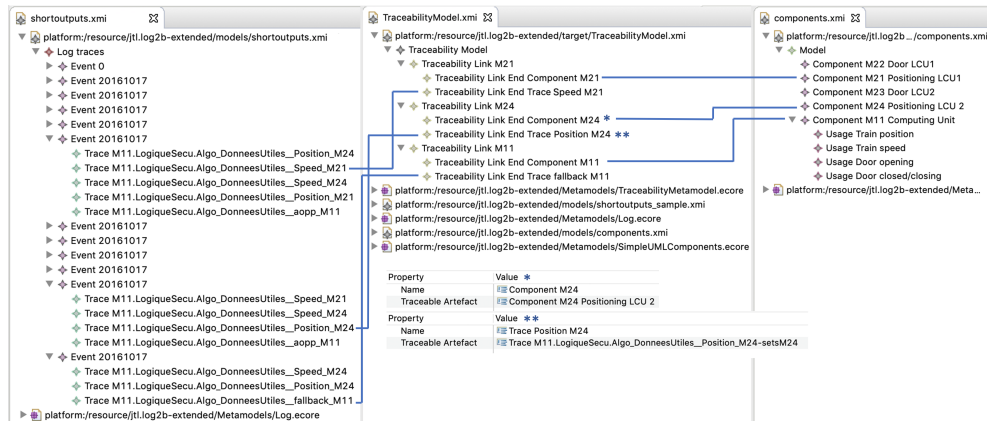 shortoutputs.xmi
platform:/resource/jtl.log2b-extended/models/shortoutputs.xmi
Log traces
Event 0
Event 20161017
Event 20161017
Event 20161017
Event 20161017
Event 20161017
Trace M11.LogiqueSecu.Algo_DonneesUtiles__Position_M24
Trace M11.LogiqueSecu.Algo_DonneesUtiles__Speed_M21
Trace M11.LogiqueSecu.Algo_DonneesUtiles__Speed_M24
Trace M11.LogiqueSecu.Algo_DonneesUtiles__Position_M21
Trace M11.LogiqueSecu.Algo_DonneesUtiles__aopp_M11
Event 20161017
Event 20161017
Event 20161017
Event 20161017
Event 20161017
Trace M11.LogiqueSecu.Algo_DonneesUtiles__Speed_M21
Trace M11.LogiqueSecu.Algo_DonneesUtiles__Speed_M24
Trace M11.LogiqueSecu.Algo_DonneesUtiles__Position_M24
Trace M11.LogiqueSecu.Algo_DonneesUtiles__aopp_M11
Event 20161017
Trace M11.LogiqueSecu.Algo_DonneesUtiles__Speed_M24
Trace M11.LogiqueSecu.Algo_DonneesUtiles__Position_M24
Trace M11.LogiqueSecu.Algo_DonneesUtiles__fallback_M11
platform:/resource/jtl.log2b-extended/Metamodels/Log.ecore
TraceabilityModel.xmi
platform:/resource/jtl.log2b-extended/target/TraceabilityModel.xmi
Traceability Model
Traceability Link M21
Traceability Link End Component M21
Traceability Link End Trace Speed M21
Traceability Link M24
Traceability Link End Component M24 *
Traceability Link End Trace Position M24 **
Traceability Link M11
Traceability Link End Component M11
Traceability Link End Trace fallback M11
platform:/resource/jtl.log2b-extended/Metamodels/TraceabilityMetamodel.ecore
platform:/resource/jtl.log2b-extended/models/shortoutputs_sample.xmi
platform:/resource/jtl.log2b-extended/Metamodels/Log.ecore
platform:/resource/jtl.log2b-extended/models/components.xmi
platform:/resource/jtl.log2b-extended/Metamodels/SimpleUMLComponents.ecore
Property Value *
Name Component M24
Traceable Artefact Component M24 Positioning LCU 2
Property Value **
Name Trace Position M24
Traceable Artefact Trace M11.LogiqueSecu.Algo_DonneesUtiles__Position_M24-setsM24
components.xmi
platform:/resource/jtl.log2b_.../components.xmi
Model
Component M22 Door LCU1
Component M21 Positioning LCU1
Component M23 Door LCU2
Component M24 Positioning LCU 2
Component M11 Computing Unit
Usage Train position
Usage Train speed
Usage Door opening
Usage Door closed/closing
platform:/resource/jtl.log2b-extended/Meta...